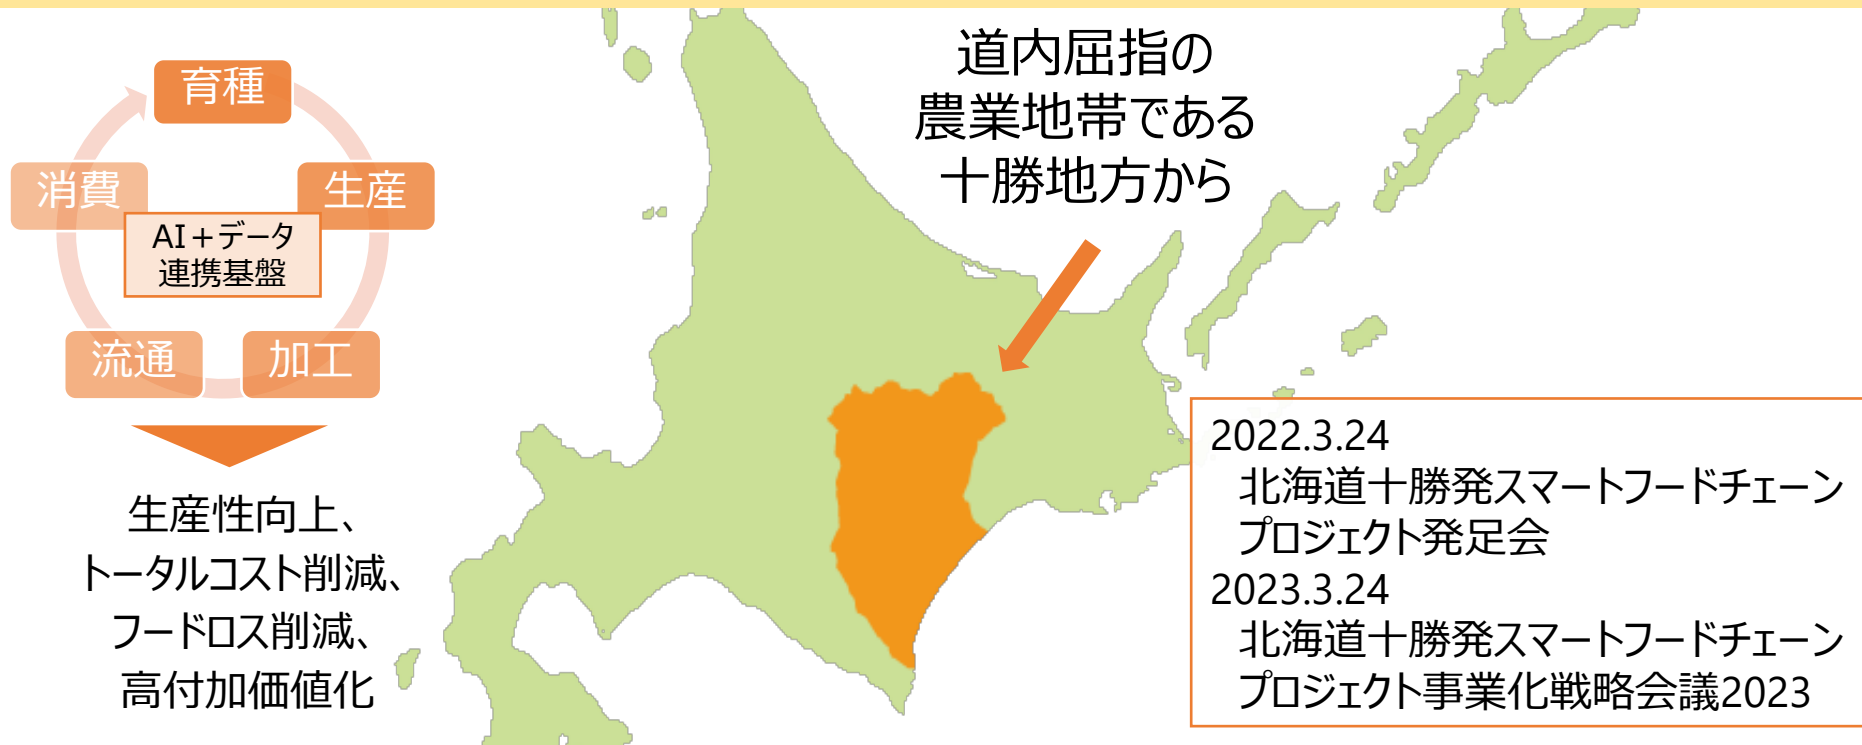 育種
生産
加工
流通
消費
AI＋データ
連携基盤
生産性向上、
トータルコスト削減、
フードロス削減、
高付加価値化
道内屈指の
農業地帯である
十勝地方から
2022.3.24
北海道十勝発スマートフードチェーン
プロジェクト発足会
2023.3.24
北海道十勝発スマートフードチェーン
プロジェクト事業化戦略会議2023